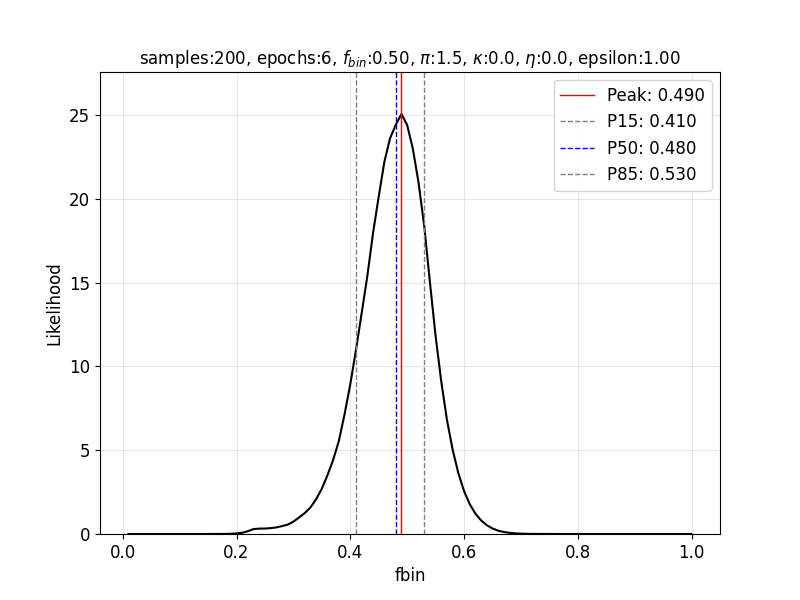 samples:200, epochs:6, f_bin:0.50, π:1.5, κ:0.0, η:0.0, epsilon:1.00
Peak: 0.490
P15: 0.410
P50: 0.480
P85: 0.530
25
20
15
10
5
0
Likelihood
0.0 0.2 0.4 0.6 0.8 1.0
fbin